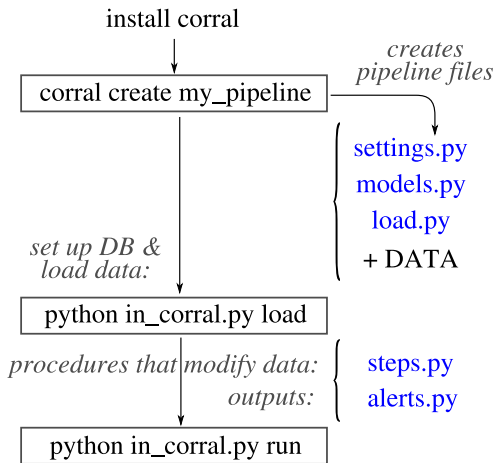 install corral
creates
pipeline files
corral create my_pipeline
settings.py
models.py
load.py
+ DATA
set up DB &
load data:
python in_corral.py load
procedures that modify data:
steps.py
outputs:
alerts.py
python in_corral.py run